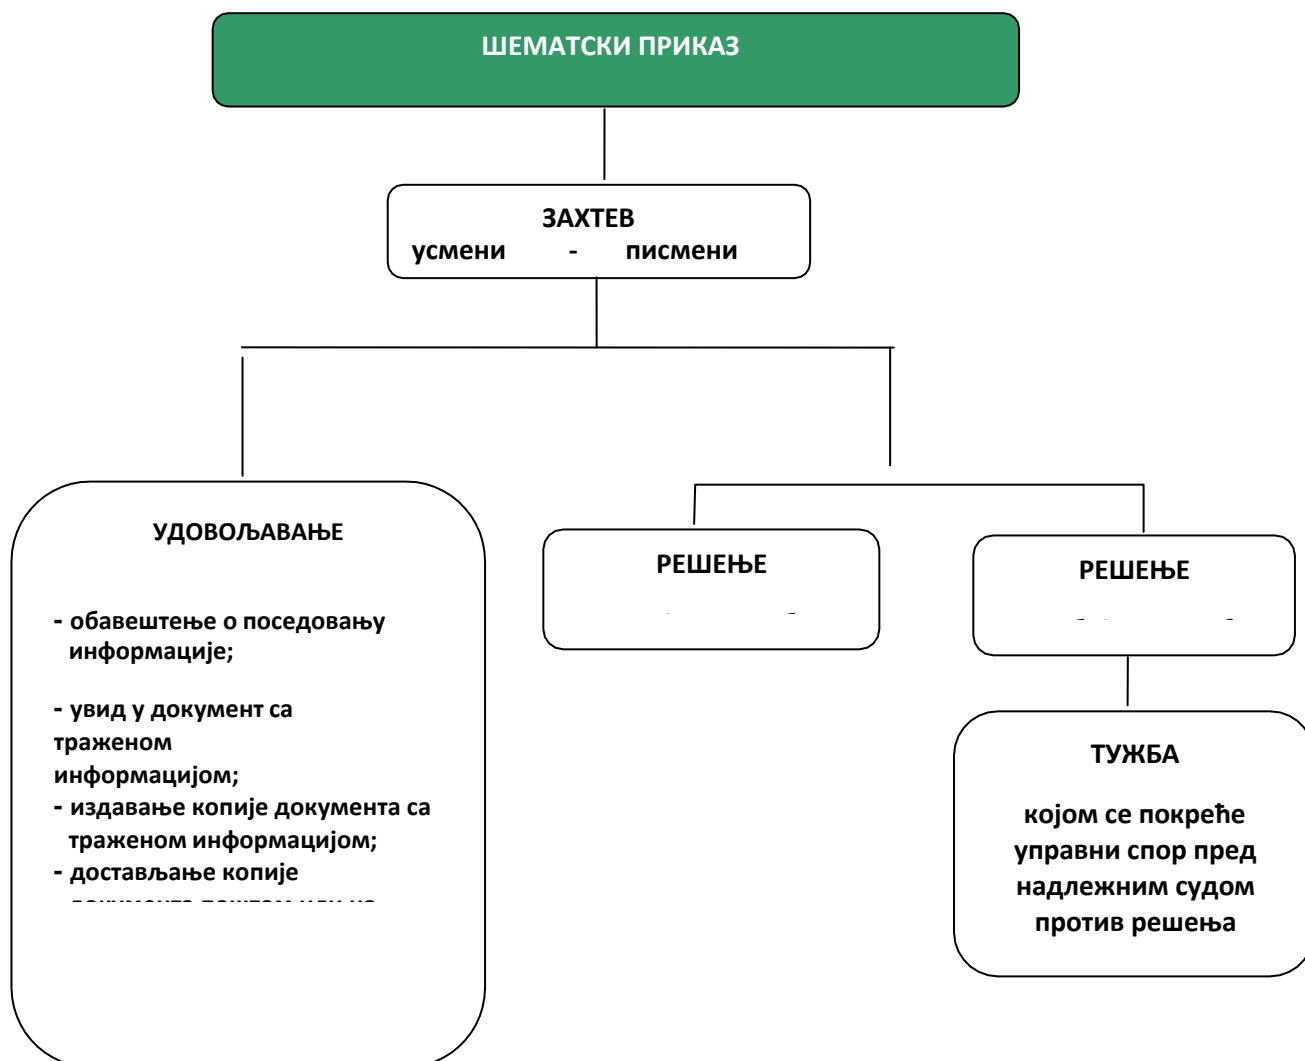 ШЕМАТСКИ ПРИКАЗ
ЗАХТЕВ
усмени - писмени
УДОВОЉАВАЊЕ
- обавештење о поседовању
информације;
- увид у документ са
траженом
информацијом;
- издавање копије документа са
траженом информацијом;
- достављање копије
РЕШЕЊЕ
РЕШЕЊЕ
ТУЖБА
којом се покреће
управни спор пред
надлежним судом
против решења